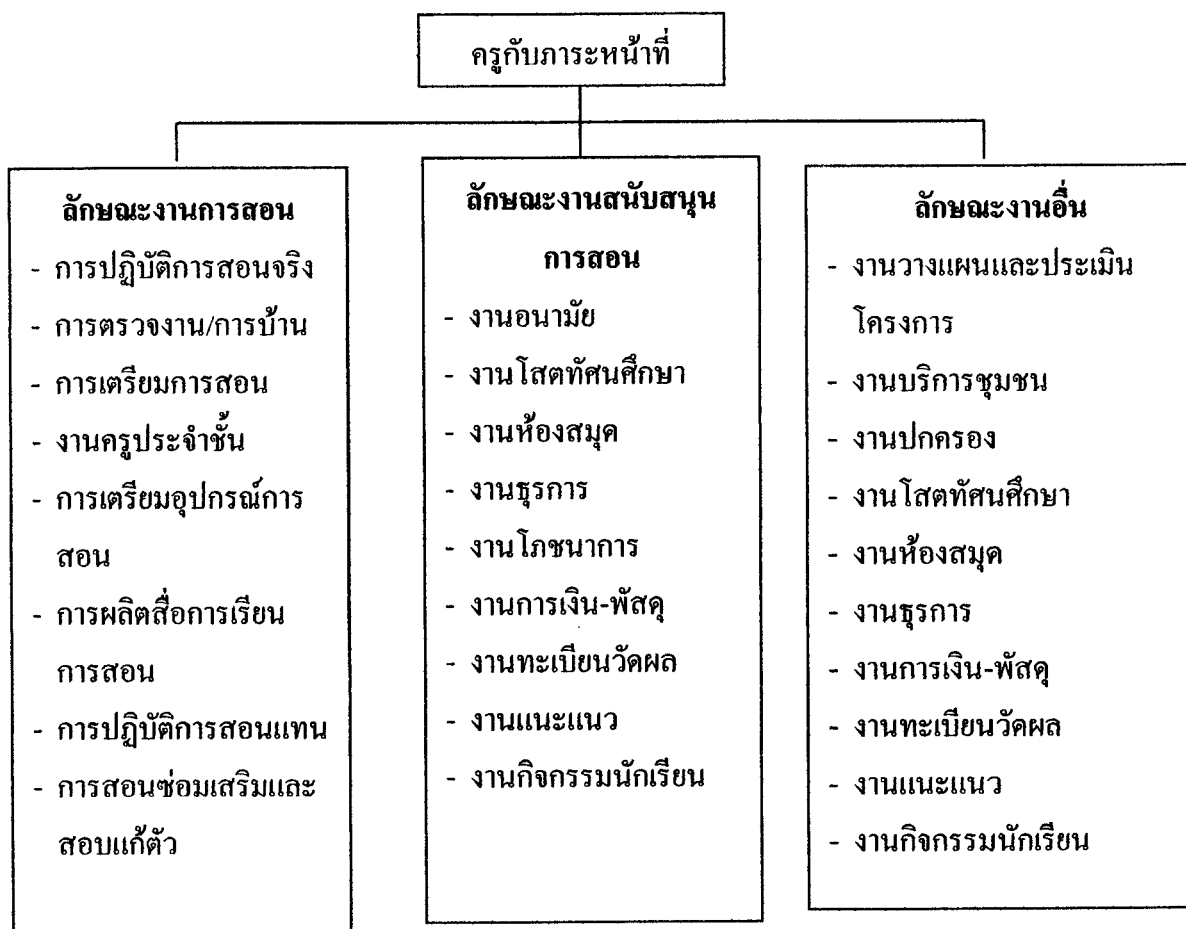 ครูกับภาระหน้าที่
ลักษณะงานการสอน
- การปฏิบัติการสอนจริง
- การตรวจงาน/การบ้าน
- การเตรียมการสอน
- งานครูประจำชั้น
- การเตรียมอุปกรณ์การ
สอน
- การผลิตสื่อการเรียน
การสอน
- การปฏิบัติการสอนแทน
- การสอนซ่อมเสริมและ
สอบแก้ตัว
ลักษณะงานสนับสนุน
การสอน
- งานอนามัย
- งานโสตทัศนศึกษา
- งานห้องสมุด
- งานธุรการ
- งานโภชนาการ
- งานการเงิน-พัสดุ
- งานทะเบียนวัดผล
- งานแนะแนว
- งานกิจกรรมนักเรียน
ลักษณะงานอื่น
- งานวางแผนและประเมิน
โครงการ
- งานบริการชุมชน
- งานปกครอง
- งานโสตทัศนศึกษา
- งานห้องสมุด
- งานธุรการ
- งานการเงิน-พัสดุ
- งานทะเบียนวัดผล
- งานแนะแนว
- งานกิจกรรมนักเรียน